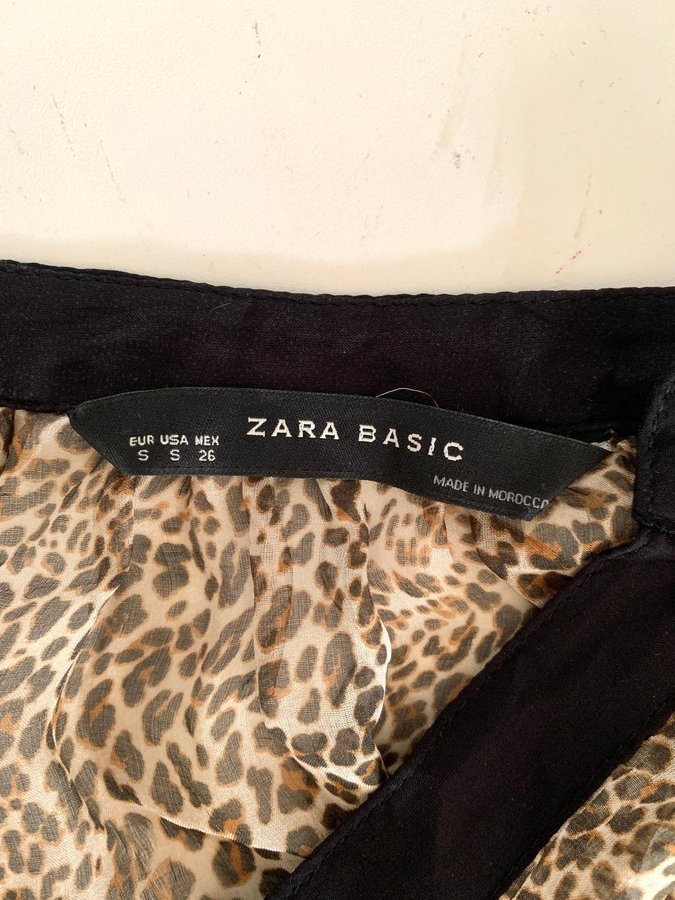 EUR USA MEX
S S 26
ZARA BASIC
MADE IN MOROCCO